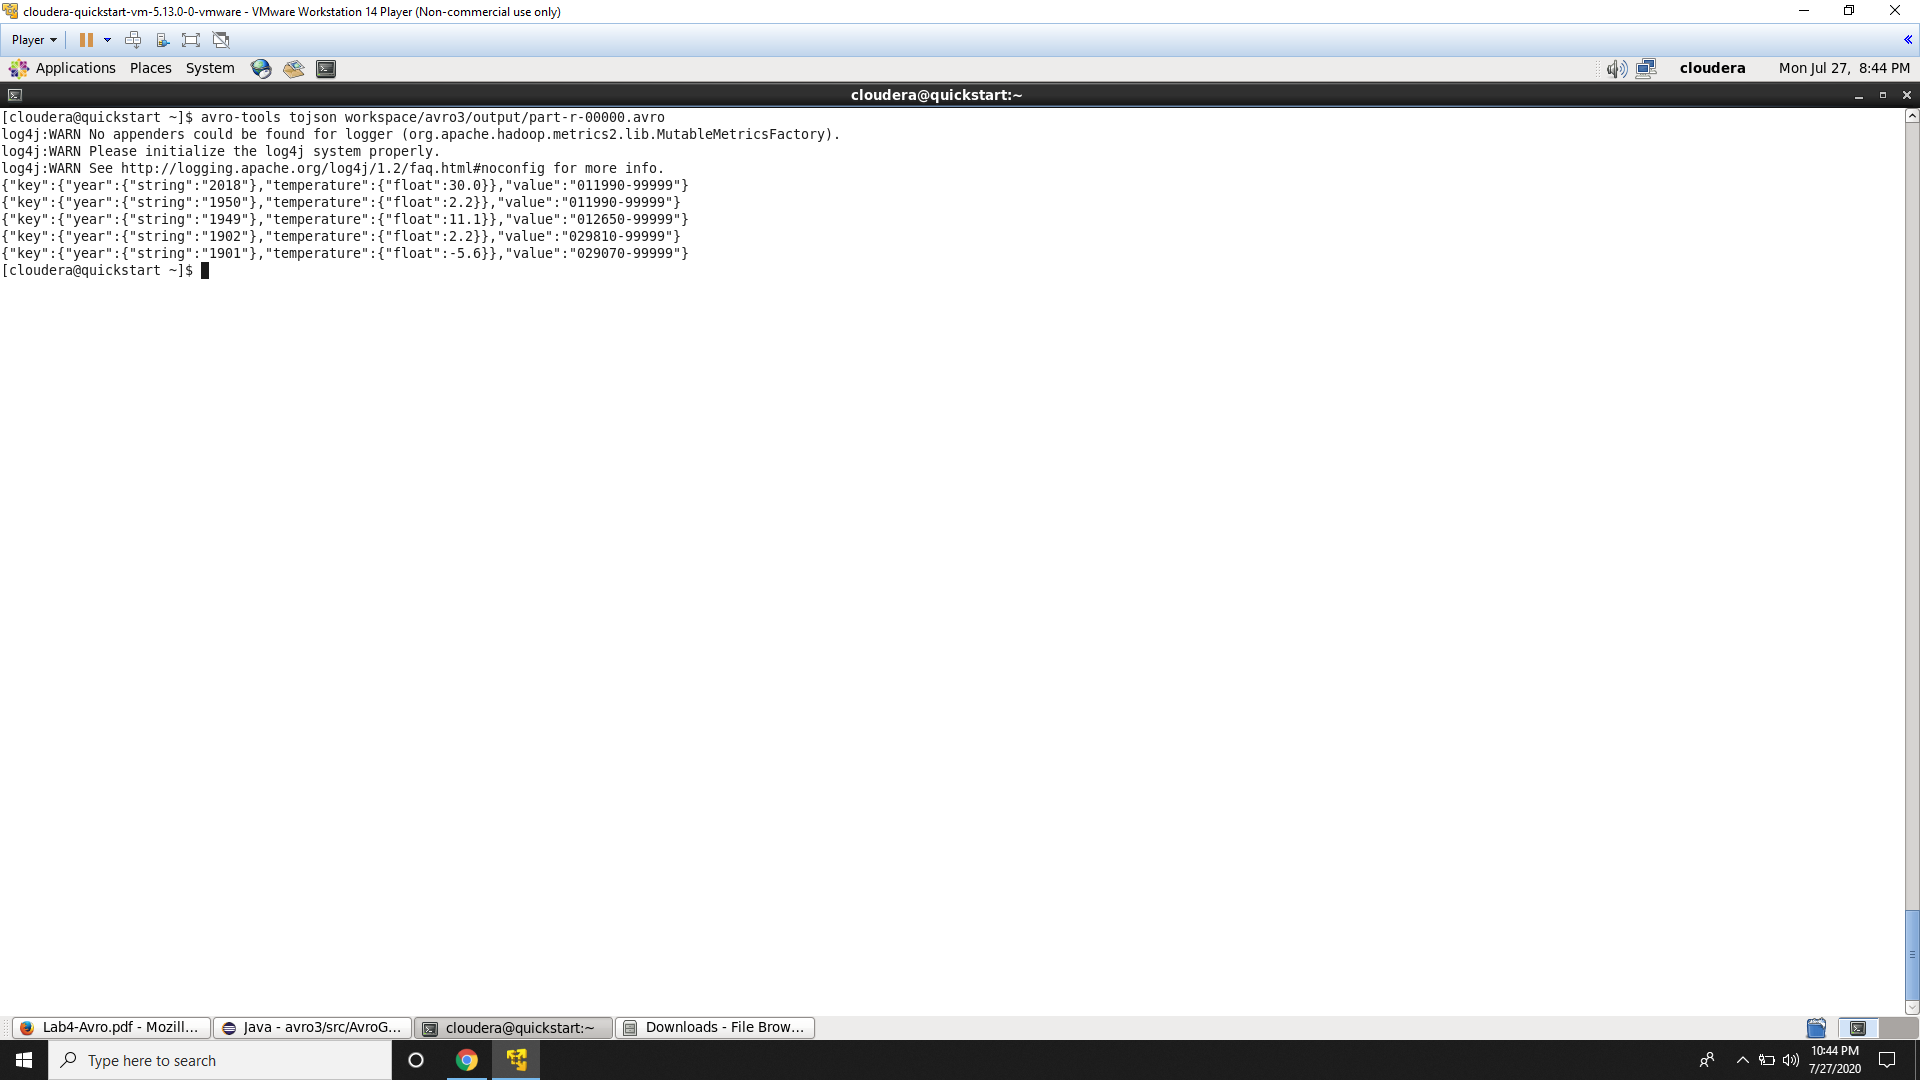 cloudera-quickstart-vm-5.13.0-0-vmware - VMware Workstation 14 Player (Non-commercial use only)
Player
Applications Places System cloudera Mon Jul 27, 8:44 PM
cloudera@quickstart:~
[cloudera@quickstart ~]$ avro-tools tojson workspace/avro3/output/part-r-00000.avro
log4j:WARN No appenders could be found for logger (org.apache.hadoop.metrics2.lib.MutableMetricsFactory).
log4j:WARN Please initialize the log4j system properly.
log4j:WARN See http://logging.apache.org/log4j/1.2/faq.html#noconfig for more info.
{"key":{"year":{"string":"2018"},"temperature":{"float":30.0}},"value":"011990-99999"}
{"key":{"year":{"string":"1950"},"temperature":{"float":2.2}},"value":"011990-99999"}
{"key":{"year":{"string":"1949"},"temperature":{"float":11.1}},"value":"012650-99999"}
{"key":{"year":{"string":"1902"},"temperature":{"float":2.2}},"value":"029810-99999"}
{"key":{"year":{"string":"1901"},"temperature":{"float":-5.6}},"value":"029070-99999"}
[cloudera@quickstart ~]$
Lab4-Avro.pdf - Mozill... Java - avro3/src/AvroG... cloudera@quickstart:~ Downloads - File Brow...
Type here to search
10:44 PM
7/27/2020